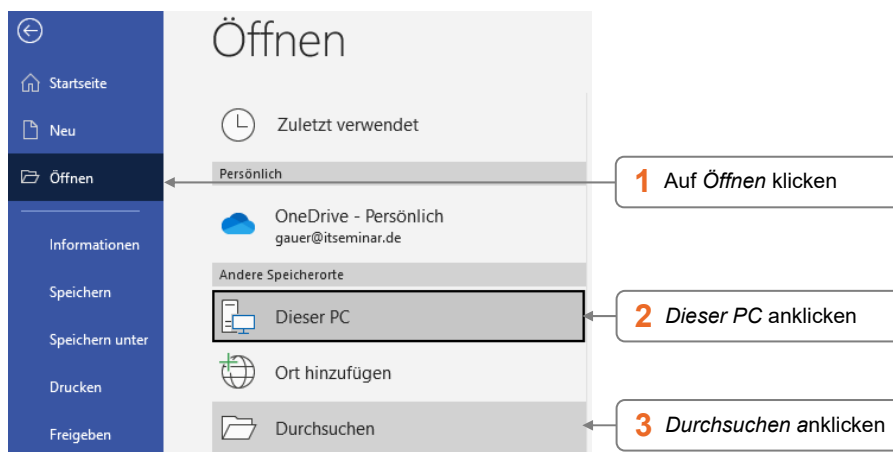 Öffnen
Startseite
Neu
Öffnen
Informationen
Speichern
Speichern unter
Drucken
Freigeben
Zuletzt verwendet
Persönlich
OneDrive - Persönlich
gauer@itseminar.de
Andere Speicherorte
Dieser PC
Ort hinzufügen
Durchsuchen
1 Auf Öffnen klicken
2 Dieser PC anklicken
3 Durchsuchen anklicken